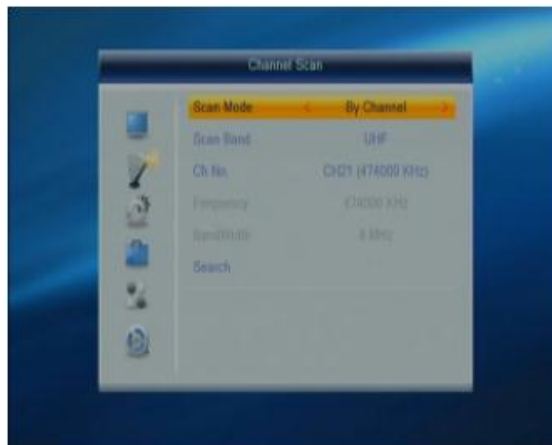 Channel Scan
Scan Mode < By Channel >
Scan Band UHF
Ch No. CH21 (474000 KHz)
Frequency 474000 KHz
BandWidth 8 MHz
Search